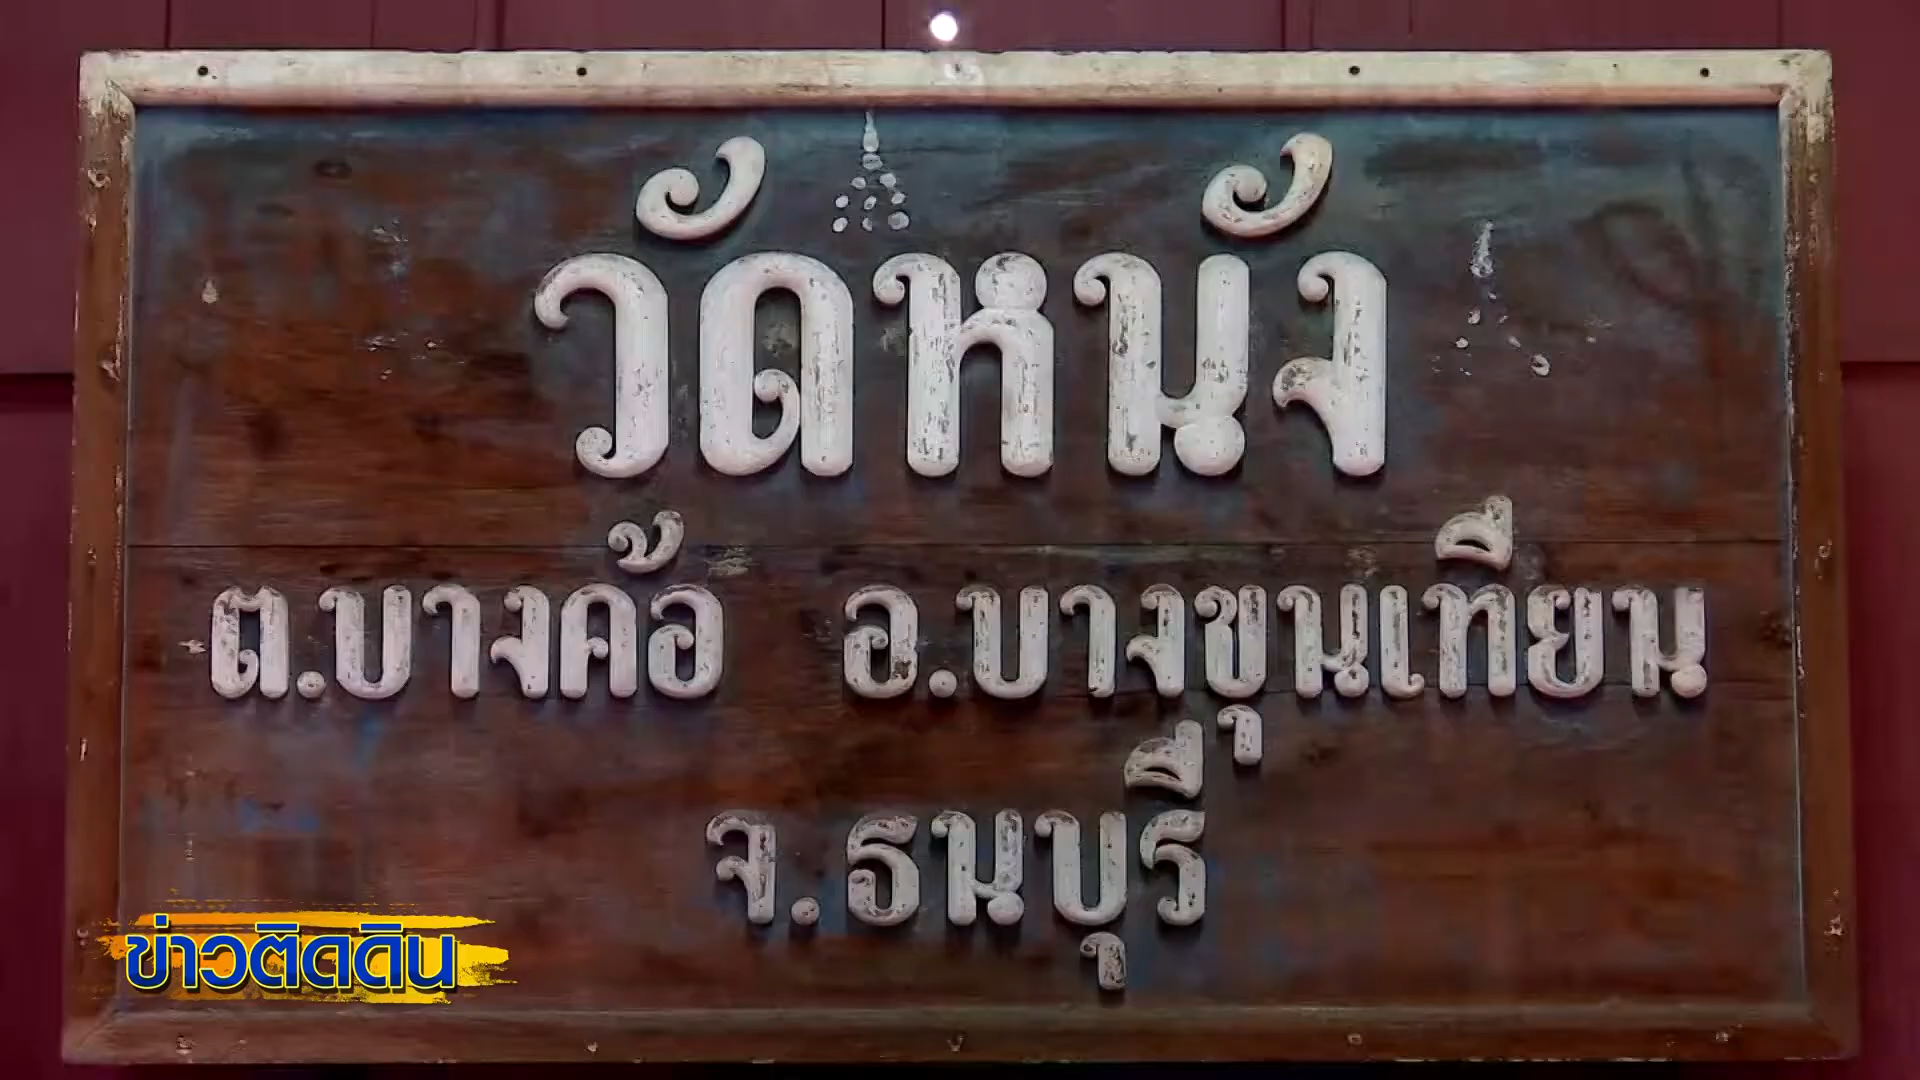 วัดหนัง
ต.บางค้อ อ.บางขุนเทียน
จ.ธนบุรี
ข่าวติดดิน